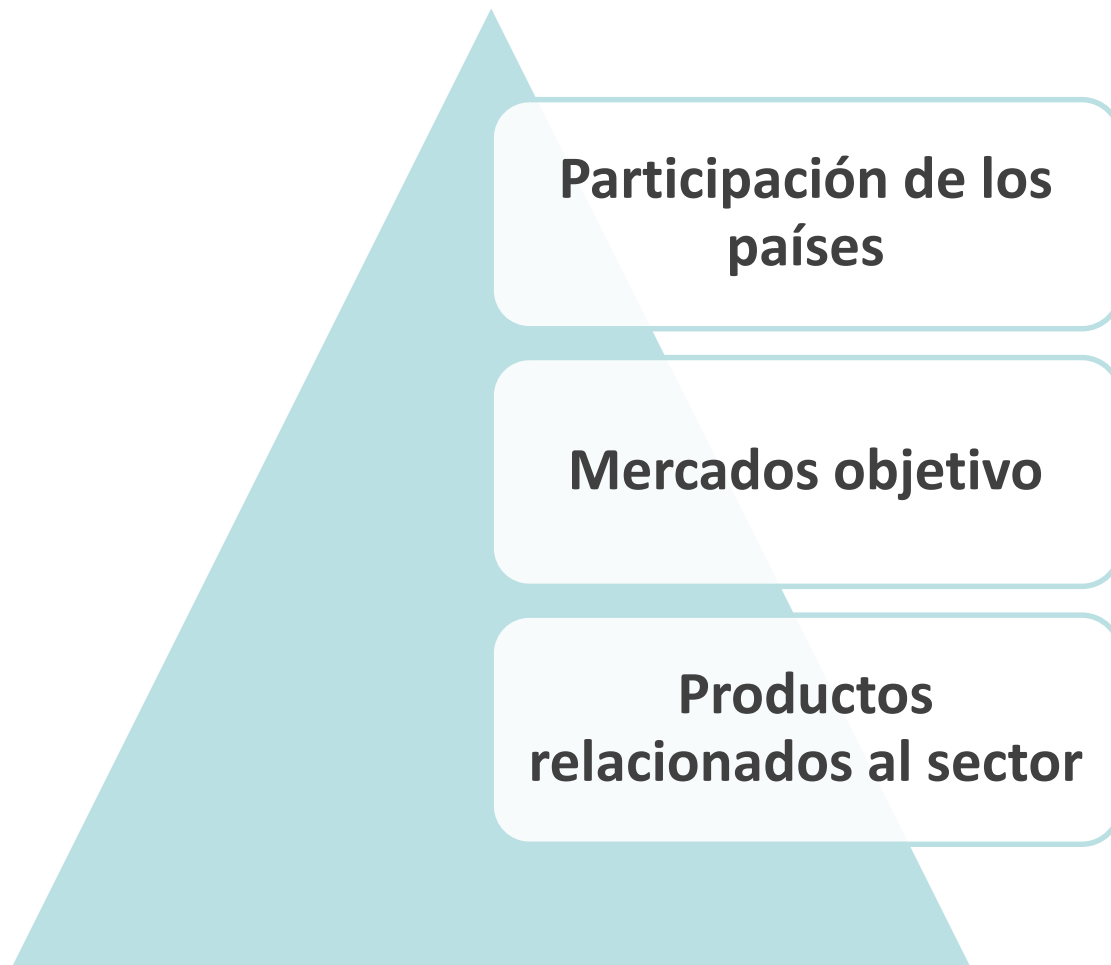 Participación de los
países
Mercados objetivo
Productos
relacionados al sector